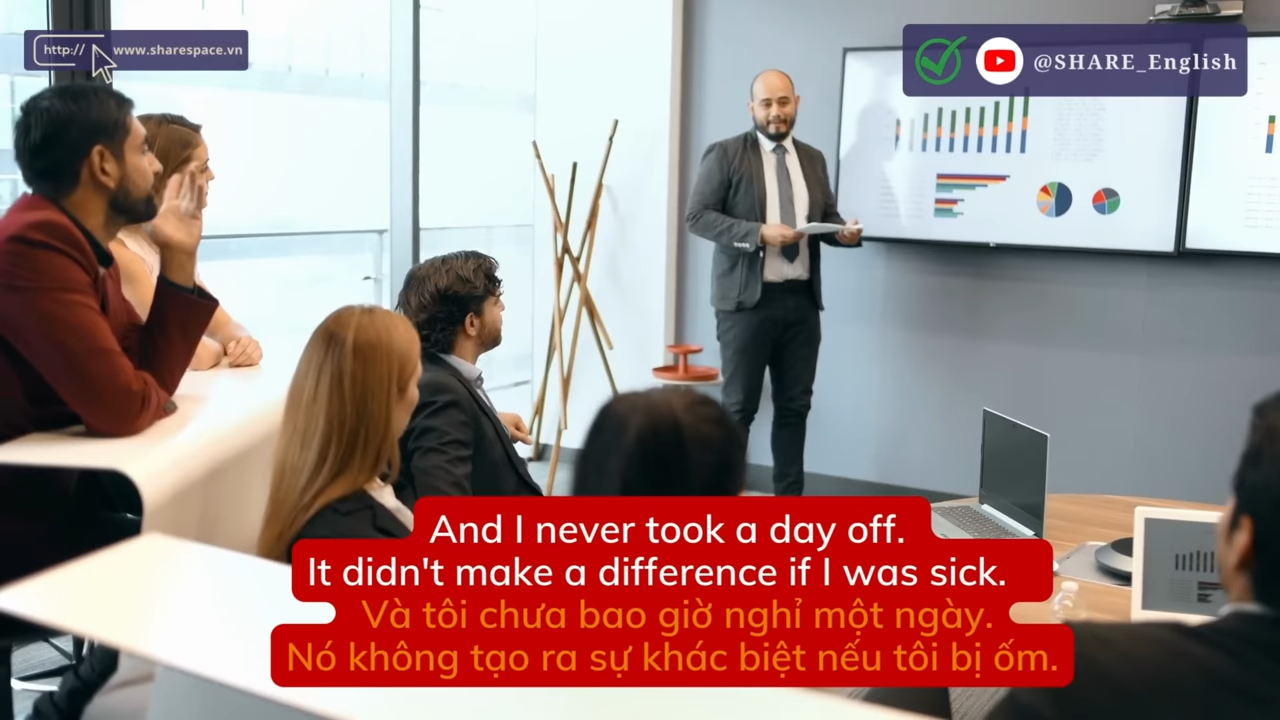 http://
www.sharespace.vn
@SHARE_English
And I never took a day off.
It didn't make a difference if I was sick.
Và tôi chưa bao giờ nghỉ một ngày.
Nó không tạo ra sự khác biệt nếu tôi bị ốm.